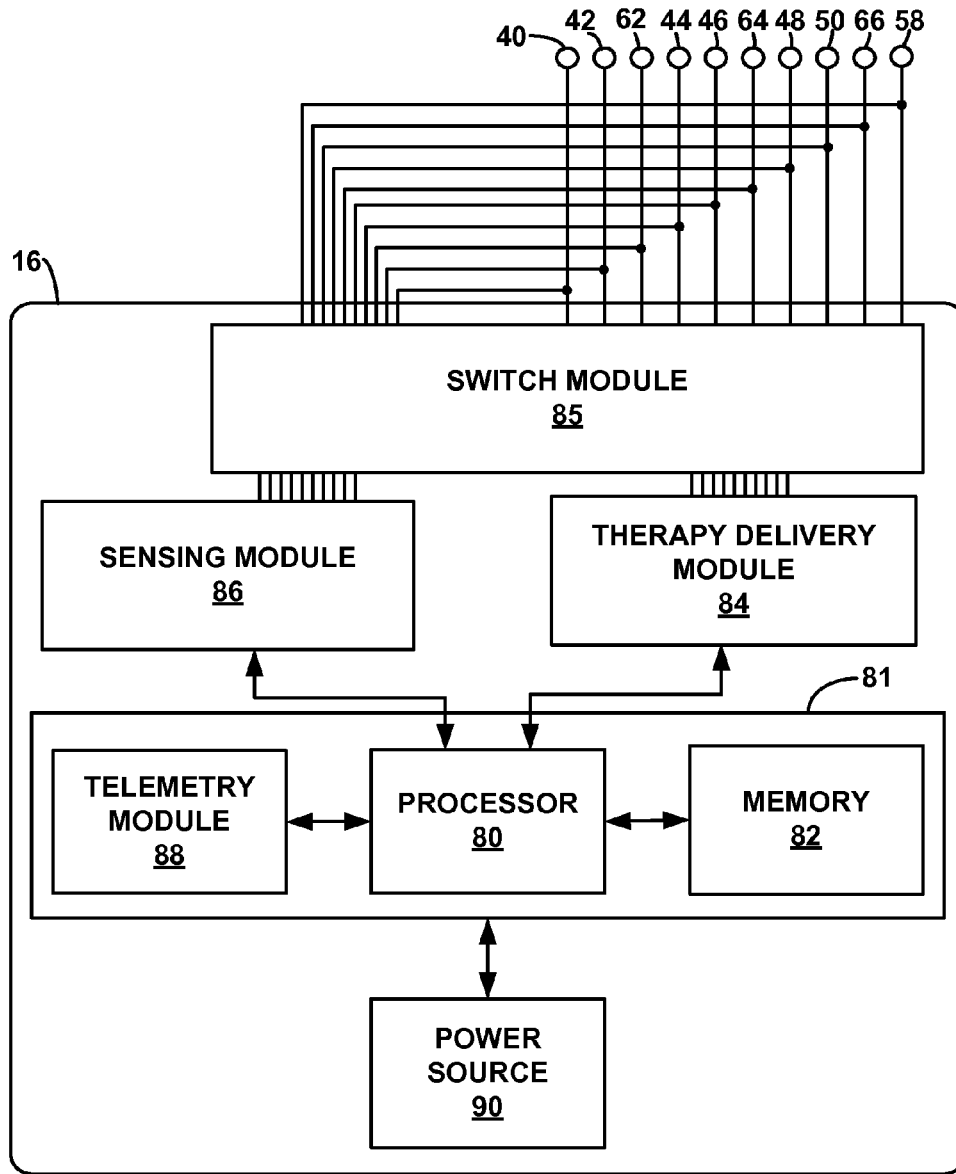 40 42 62 44 46 64 48 50 66 58
16
SWITCH MODULE
85
SENSING MODULE
86
THERAPY DELIVERY
MODULE
84
81
TELEMETRY
MODULE
88
PROCESSOR
80
MEMORY
82
POWER
SOURCE
90